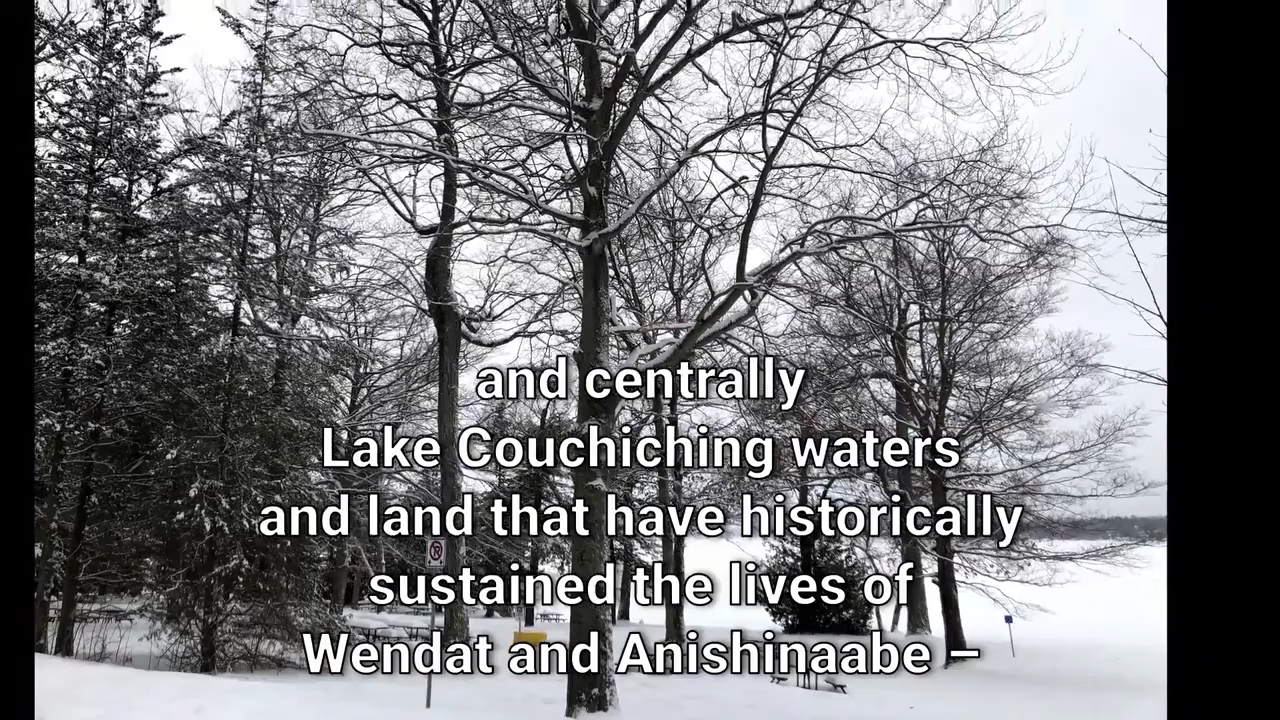 and centrally
Lake Couchiching waters
and land that have historically
sustained the lives of
Wendat and Anishinaabe –